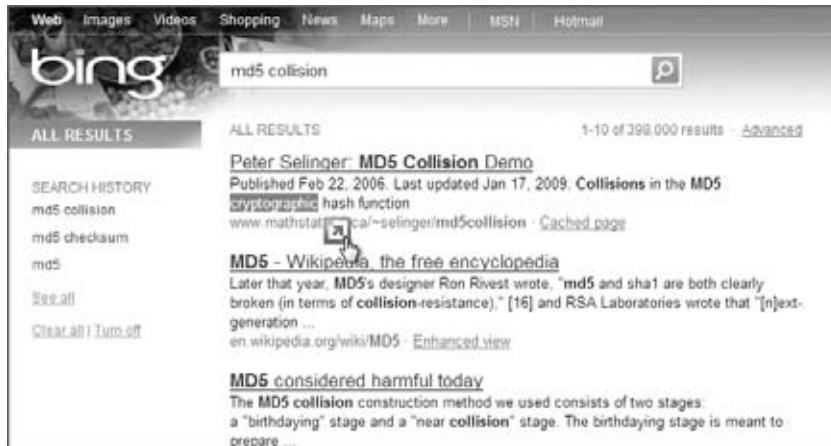 Web Images Videos Shopping News Maps More MSN Hotmail
bing
md5 collision
ALL RESULTS
SEARCH HISTORY
md5 collision
md5 checksum
md5
See all
Clear all | Turn off
ALL RESULTS 1-10 of 398,000 results · Advanced
Peter Selinger: MD5 Collision Demo
Published Feb 22, 2006. Last updated Jan 17, 2009. Collisions in the MD5
cryptographic hash function
www.mathstat ca/~selinger/md5collision · Cached page
MD5 - Wikipedia, the free encyclopedia
Later that year, MD5's designer Ron Rivest wrote, "md5 and sha1 are both clearly
broken (in terms of collision-resistance)," [16] and RSA Laboratories wrote that "[n]ext-
generation ...
en.wikipedia.org/wiki/MD5 · Enhanced view
MD5 considered harmful today
The MD5 collision construction method we used consists of two stages:
a "birthdaying" stage and a "near collision" stage. The birthdaying stage is meant to
prepare ...